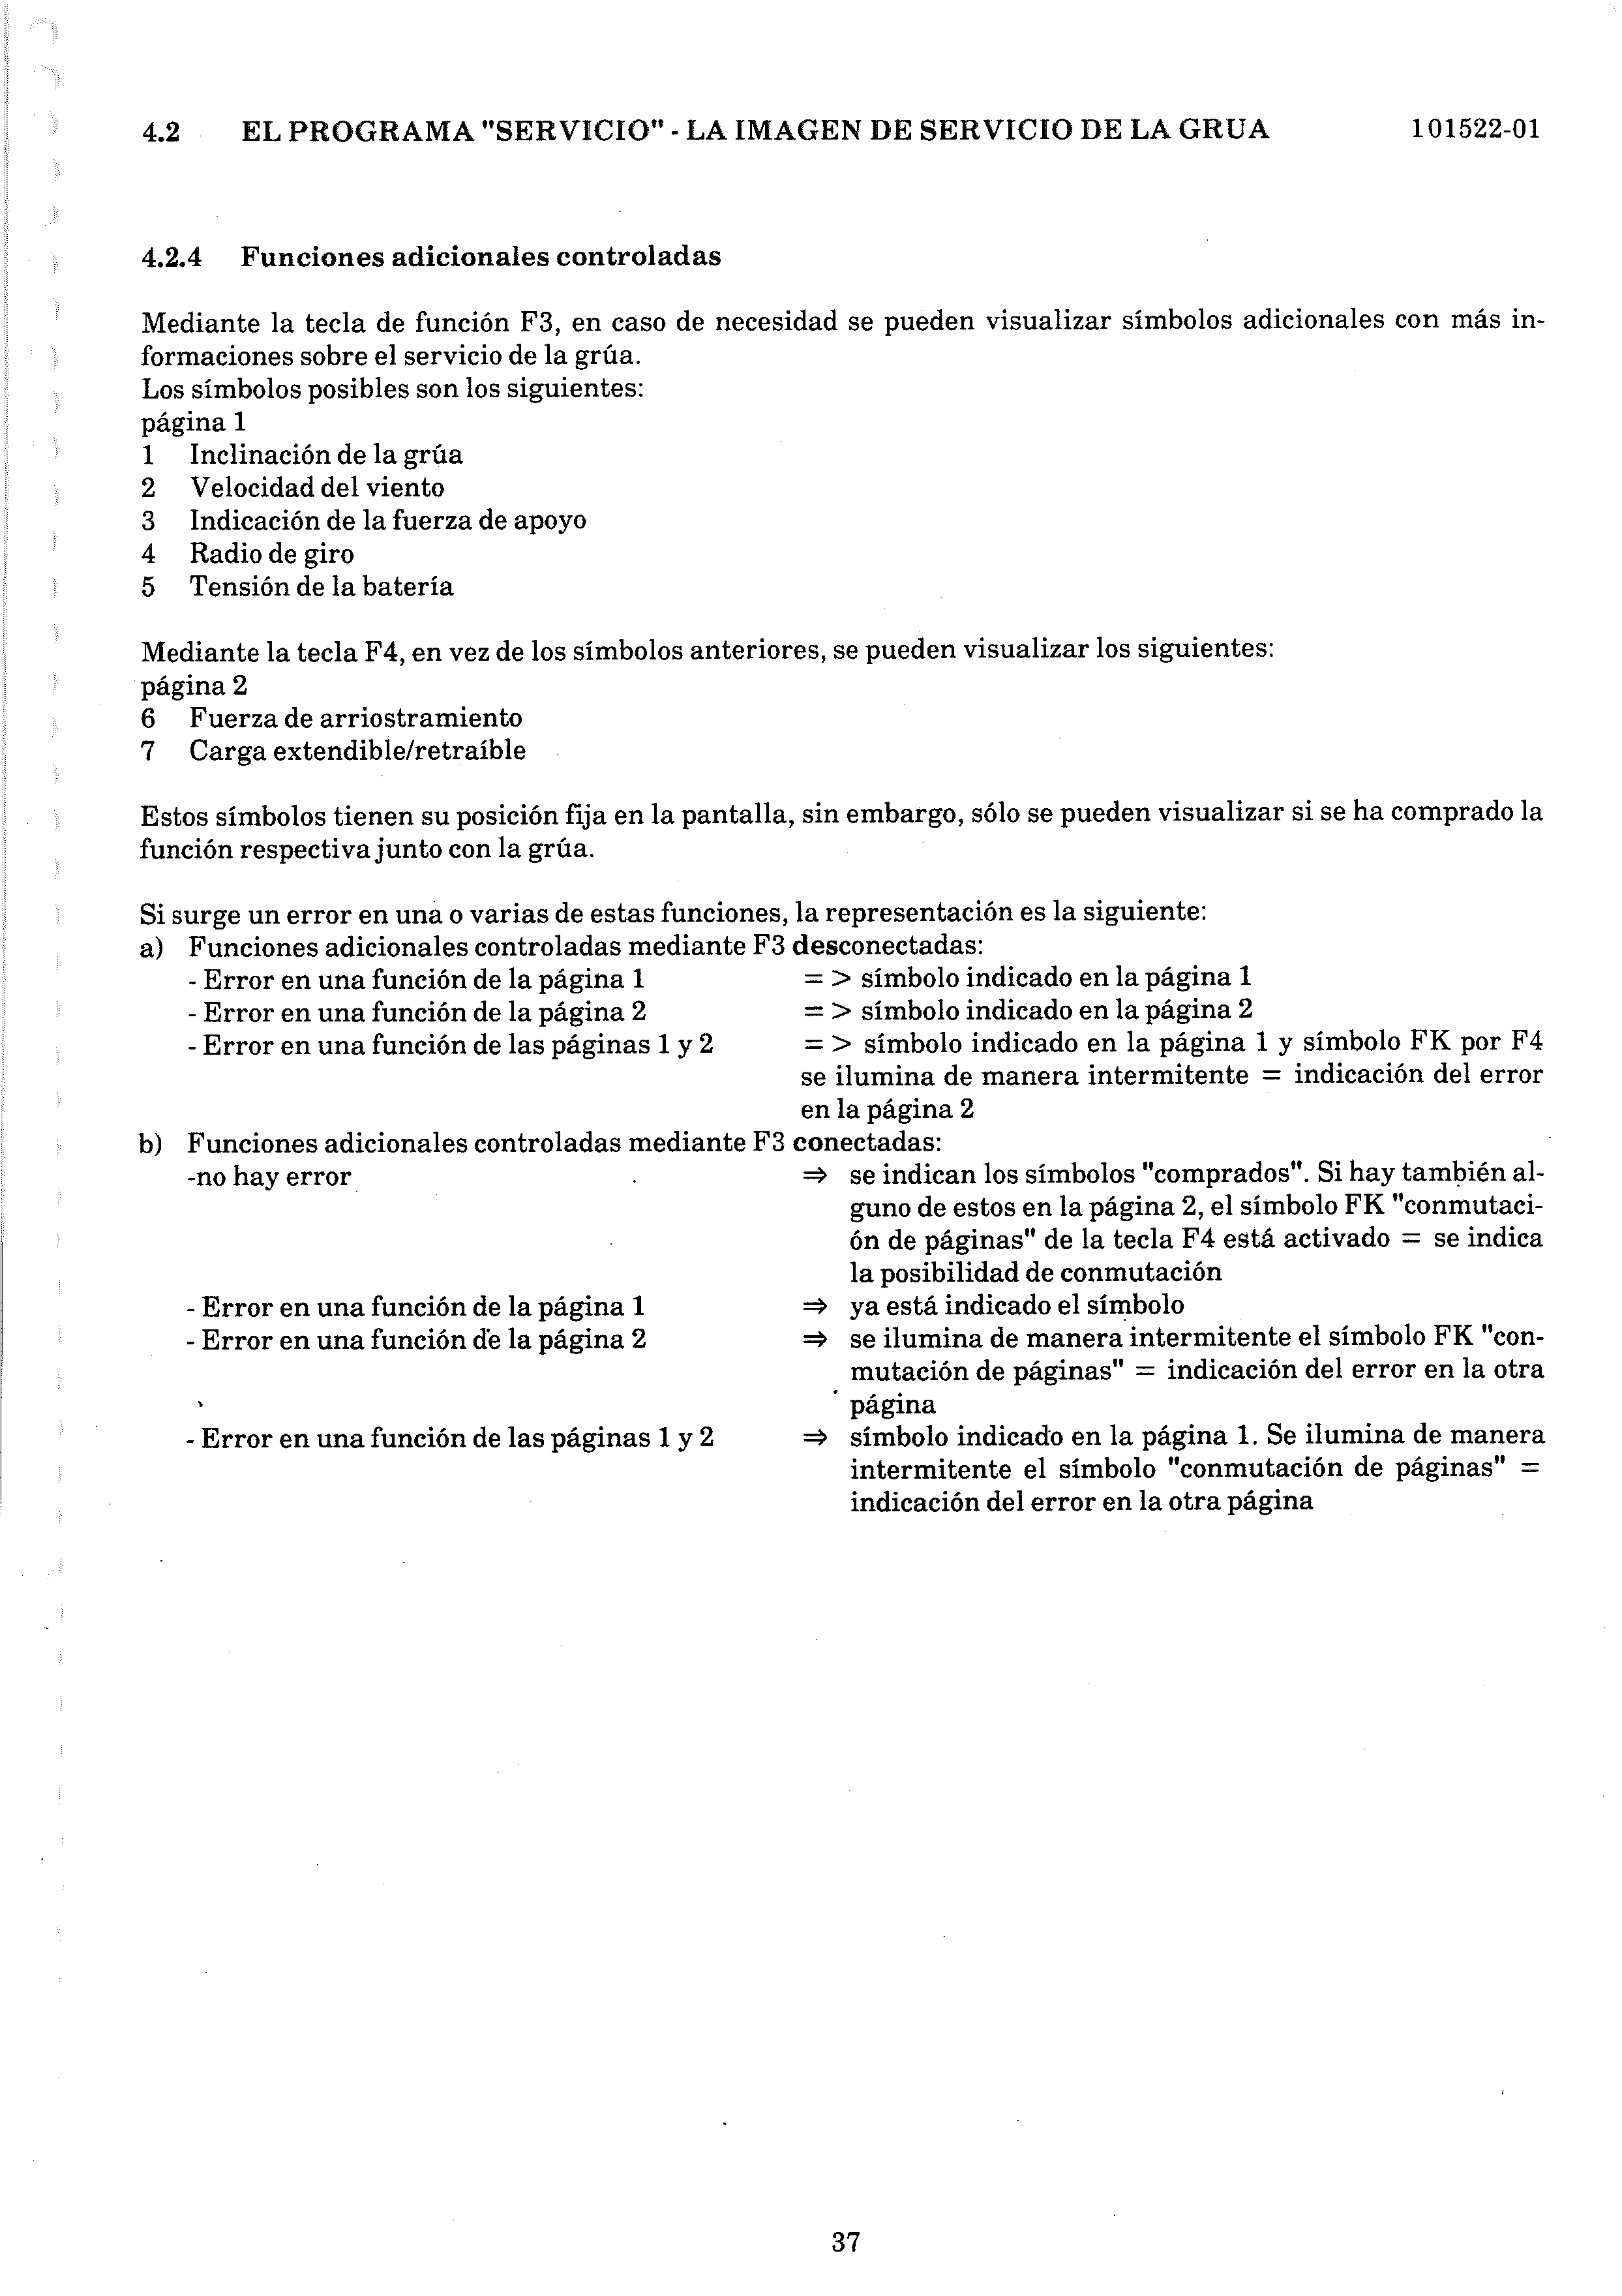 4.2 EL PROGRAMA "SERVICIO" - LA IMAGEN DE SERVICIO DE LA GRUA 101522-01
4.2.4 Funciones adicionales controladas
Mediante la tecla de función F3, en caso de necesidad se pueden visualizar símbolos adicionales con más in-
formaciones sobre el servicio de la grúa.
Los símbolos posibles son los siguientes:
página 1
1 Inclinación de la grúa
2 Velocidad del viento
3 Indicación de la fuerza de apoyo
4 Radio de giro
5 Tensión de la batería
Mediante la tecla F4, en vez de los símbolos anteriores, se pueden visualizar los siguientes:
página 2
6 Fuerza de arriostramiento
7 Carga extendible/retraíble
Estos símbolos tienen su posición fija en la pantalla, sin embargo, sólo se pueden visualizar si se ha comprado la
función respectiva junto con la grúa.
Si surge un error en una o varias de estas funciones, la representación es la siguiente:
a) Funciones adicionales controladas mediante F3 desconectadas:
- Error en una función de la página 1 = > símbolo indicado en la página 1
- Error en una función de la página 2 = > símbolo indicado en la página 2
- Error en una función de las páginas 1 y 2 = > símbolo indicado en la página 1 y símbolo FK por F4
se ilumina de manera intermitente = indicación del error
en la página 2
b) Funciones adicionales controladas mediante F3 conectadas:
-no hay error ⇒ se indican los símbolos "comprados". Si hay también al-
guno de estos en la página 2, el símbolo FK "conmutaci-
ón de páginas" de la tecla F4 está activado = se indica
la posibilidad de conmutación
- Error en una función de la página 1 ⇒ ya está indicado el símbolo
- Error en una función de la página 2 ⇒ se ilumina de manera intermitente el símbolo FK "con-
mutación de páginas" = indicación del error en la otra
página
- Error en una función de las páginas 1 y 2 ⇒ símbolo indicado en la página 1. Se ilumina de manera
intermitente el símbolo "conmutación de páginas" =
indicación del error en la otra página
37